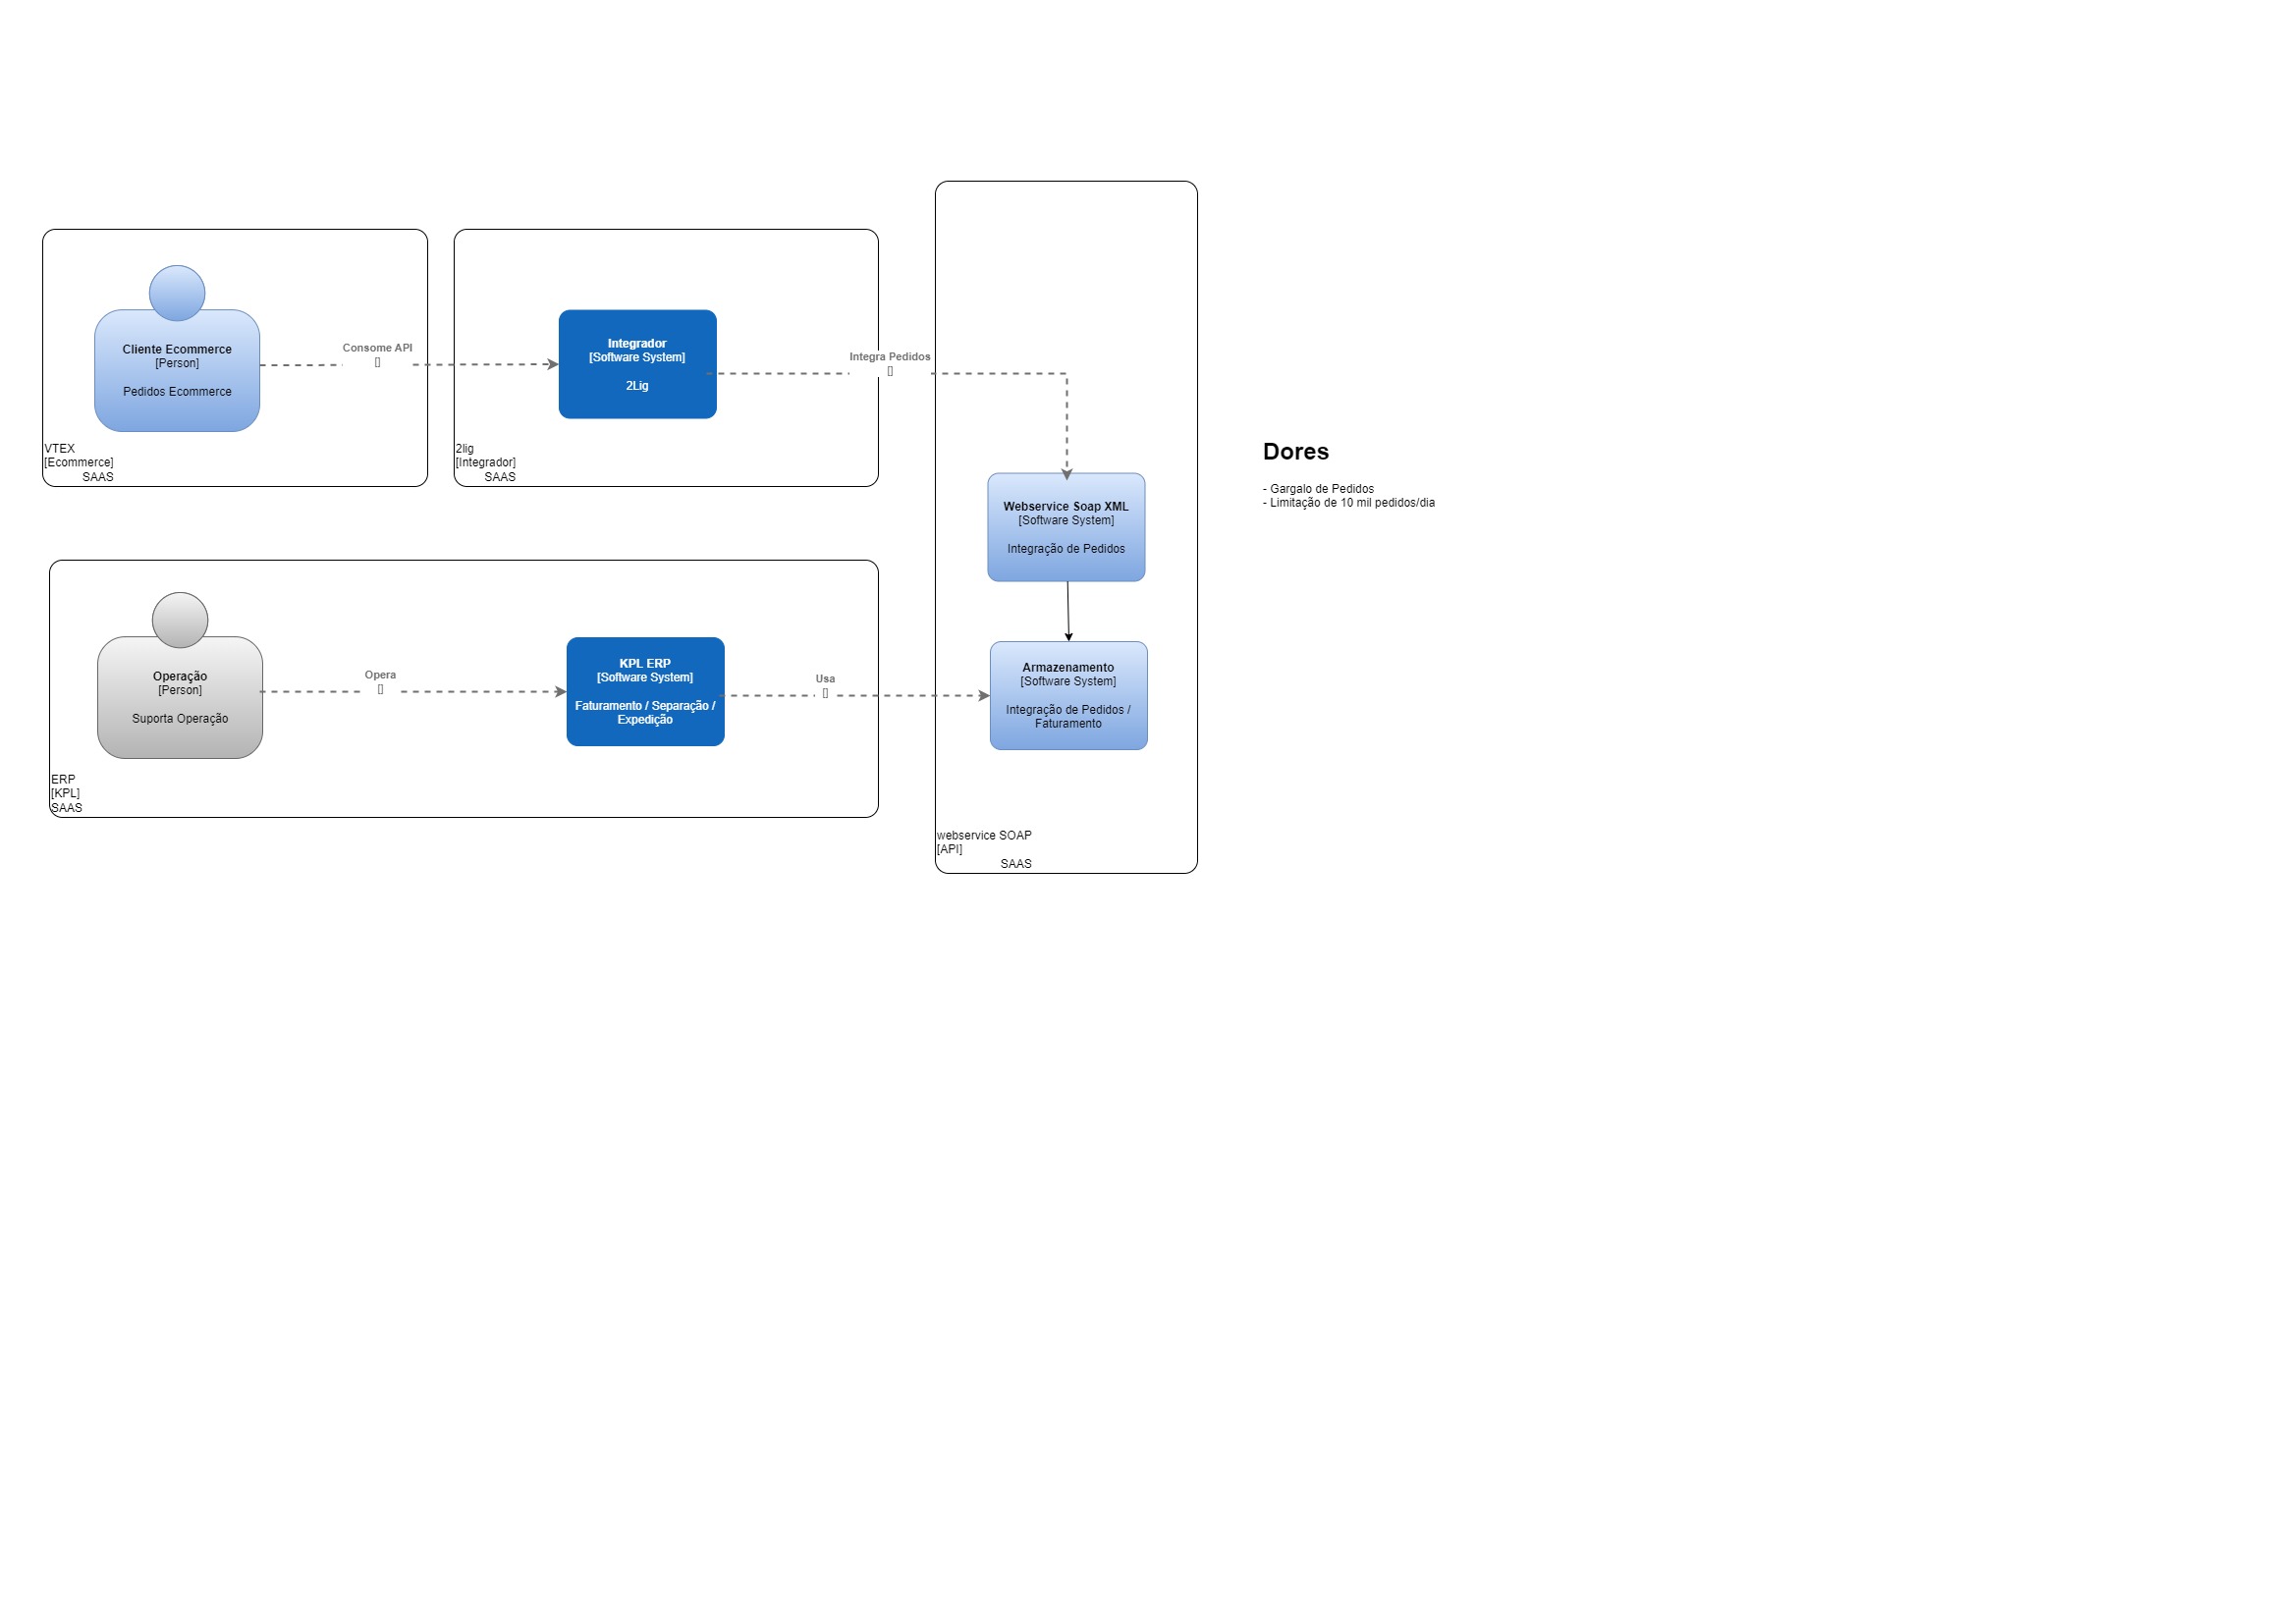 Cliente Ecommerce
[Person]
Pedidos Ecommerce
VTEX
[Ecommerce]
SAAS
Consome API
[]
Integrador
[Software System]
2Lig
2lig
[Integrador]
SAAS
Integra Pedidos
[]
Webservice Soap XML
[Software System]
Integração de Pedidos
Armazenamento
[Software System]
Integração de Pedidos /
Faturamento
webservice SOAP
[API]
SAAS
Operação
[Person]
Suporta Operação
ERP
[KPL]
SAAS
Opera
[]
KPL ERP
[Software System]
Faturamento / Separação /
Expedição
Usa
[]
Dores
- Gargalo de Pedidos
- Limitação de 10 mil pedidos/dia